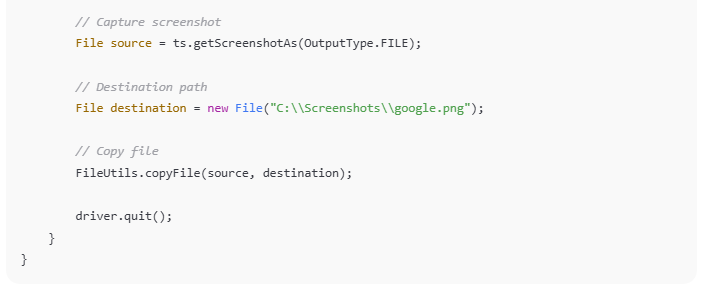 // Capture screenshot
File source = ts.getScreenshotAs(OutputType.FILE);
// Destination path
File destination = new File("C:\\Screenshots\\google.png");
// Copy file
FileUtils.copyFile(source, destination);
driver.quit();
}
}